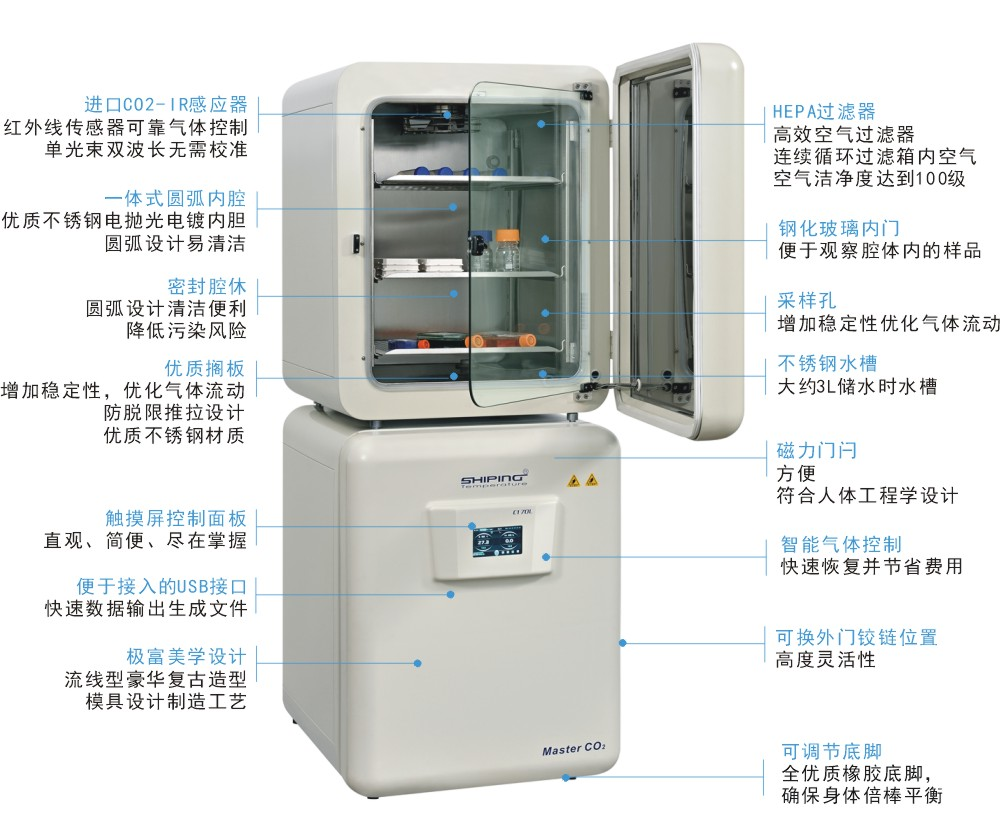 进口CO2-IR感应器
红外线传感器可靠气体控制
单光束双波长无需校准
一体式圆弧内腔
优质不锈钢电抛光电镀内胆
圆弧设计易清洁
密封腔休
圆弧设计清洁便利
降低污染风险
优质搁板
增加稳定性,优化气体流动
防脱限推拉设计
优质不锈钢材质
触摸屏控制面板
直观、简便、尽在掌握
便于接入的USB接口
快速数据输出生成文件
极富美学设计
流线型豪华复古造型
模具设计制造工艺
SHIPING®
Temperature
Master CO₂
HEPA过滤器
高效空气过滤器
连续循环过滤箱内空气
空气洁净度达到100级
钢化玻璃内门
便于观察腔体内的样品
采样孔
增加稳定性优化气体流动
不锈钢水槽
大约3L储水时水槽
磁力门闩
方便
符合人体工程学设计
智能气体控制
快速恢复并节省费用
可换外门铰链位置
高度灵活性
可调节底脚
全优质橡胶底脚,
确保身体倍棒平衡